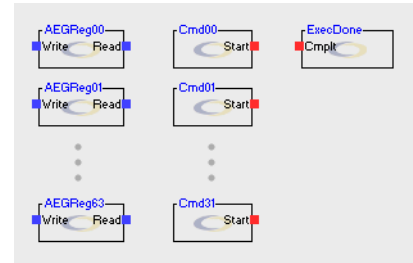 AEGReg00 Cmd00 ExecDone
Write Read Start Cmplt
AEGReg01 Cmd01
Write Read Start
AEGReg63 Cmd31
Write Read Start